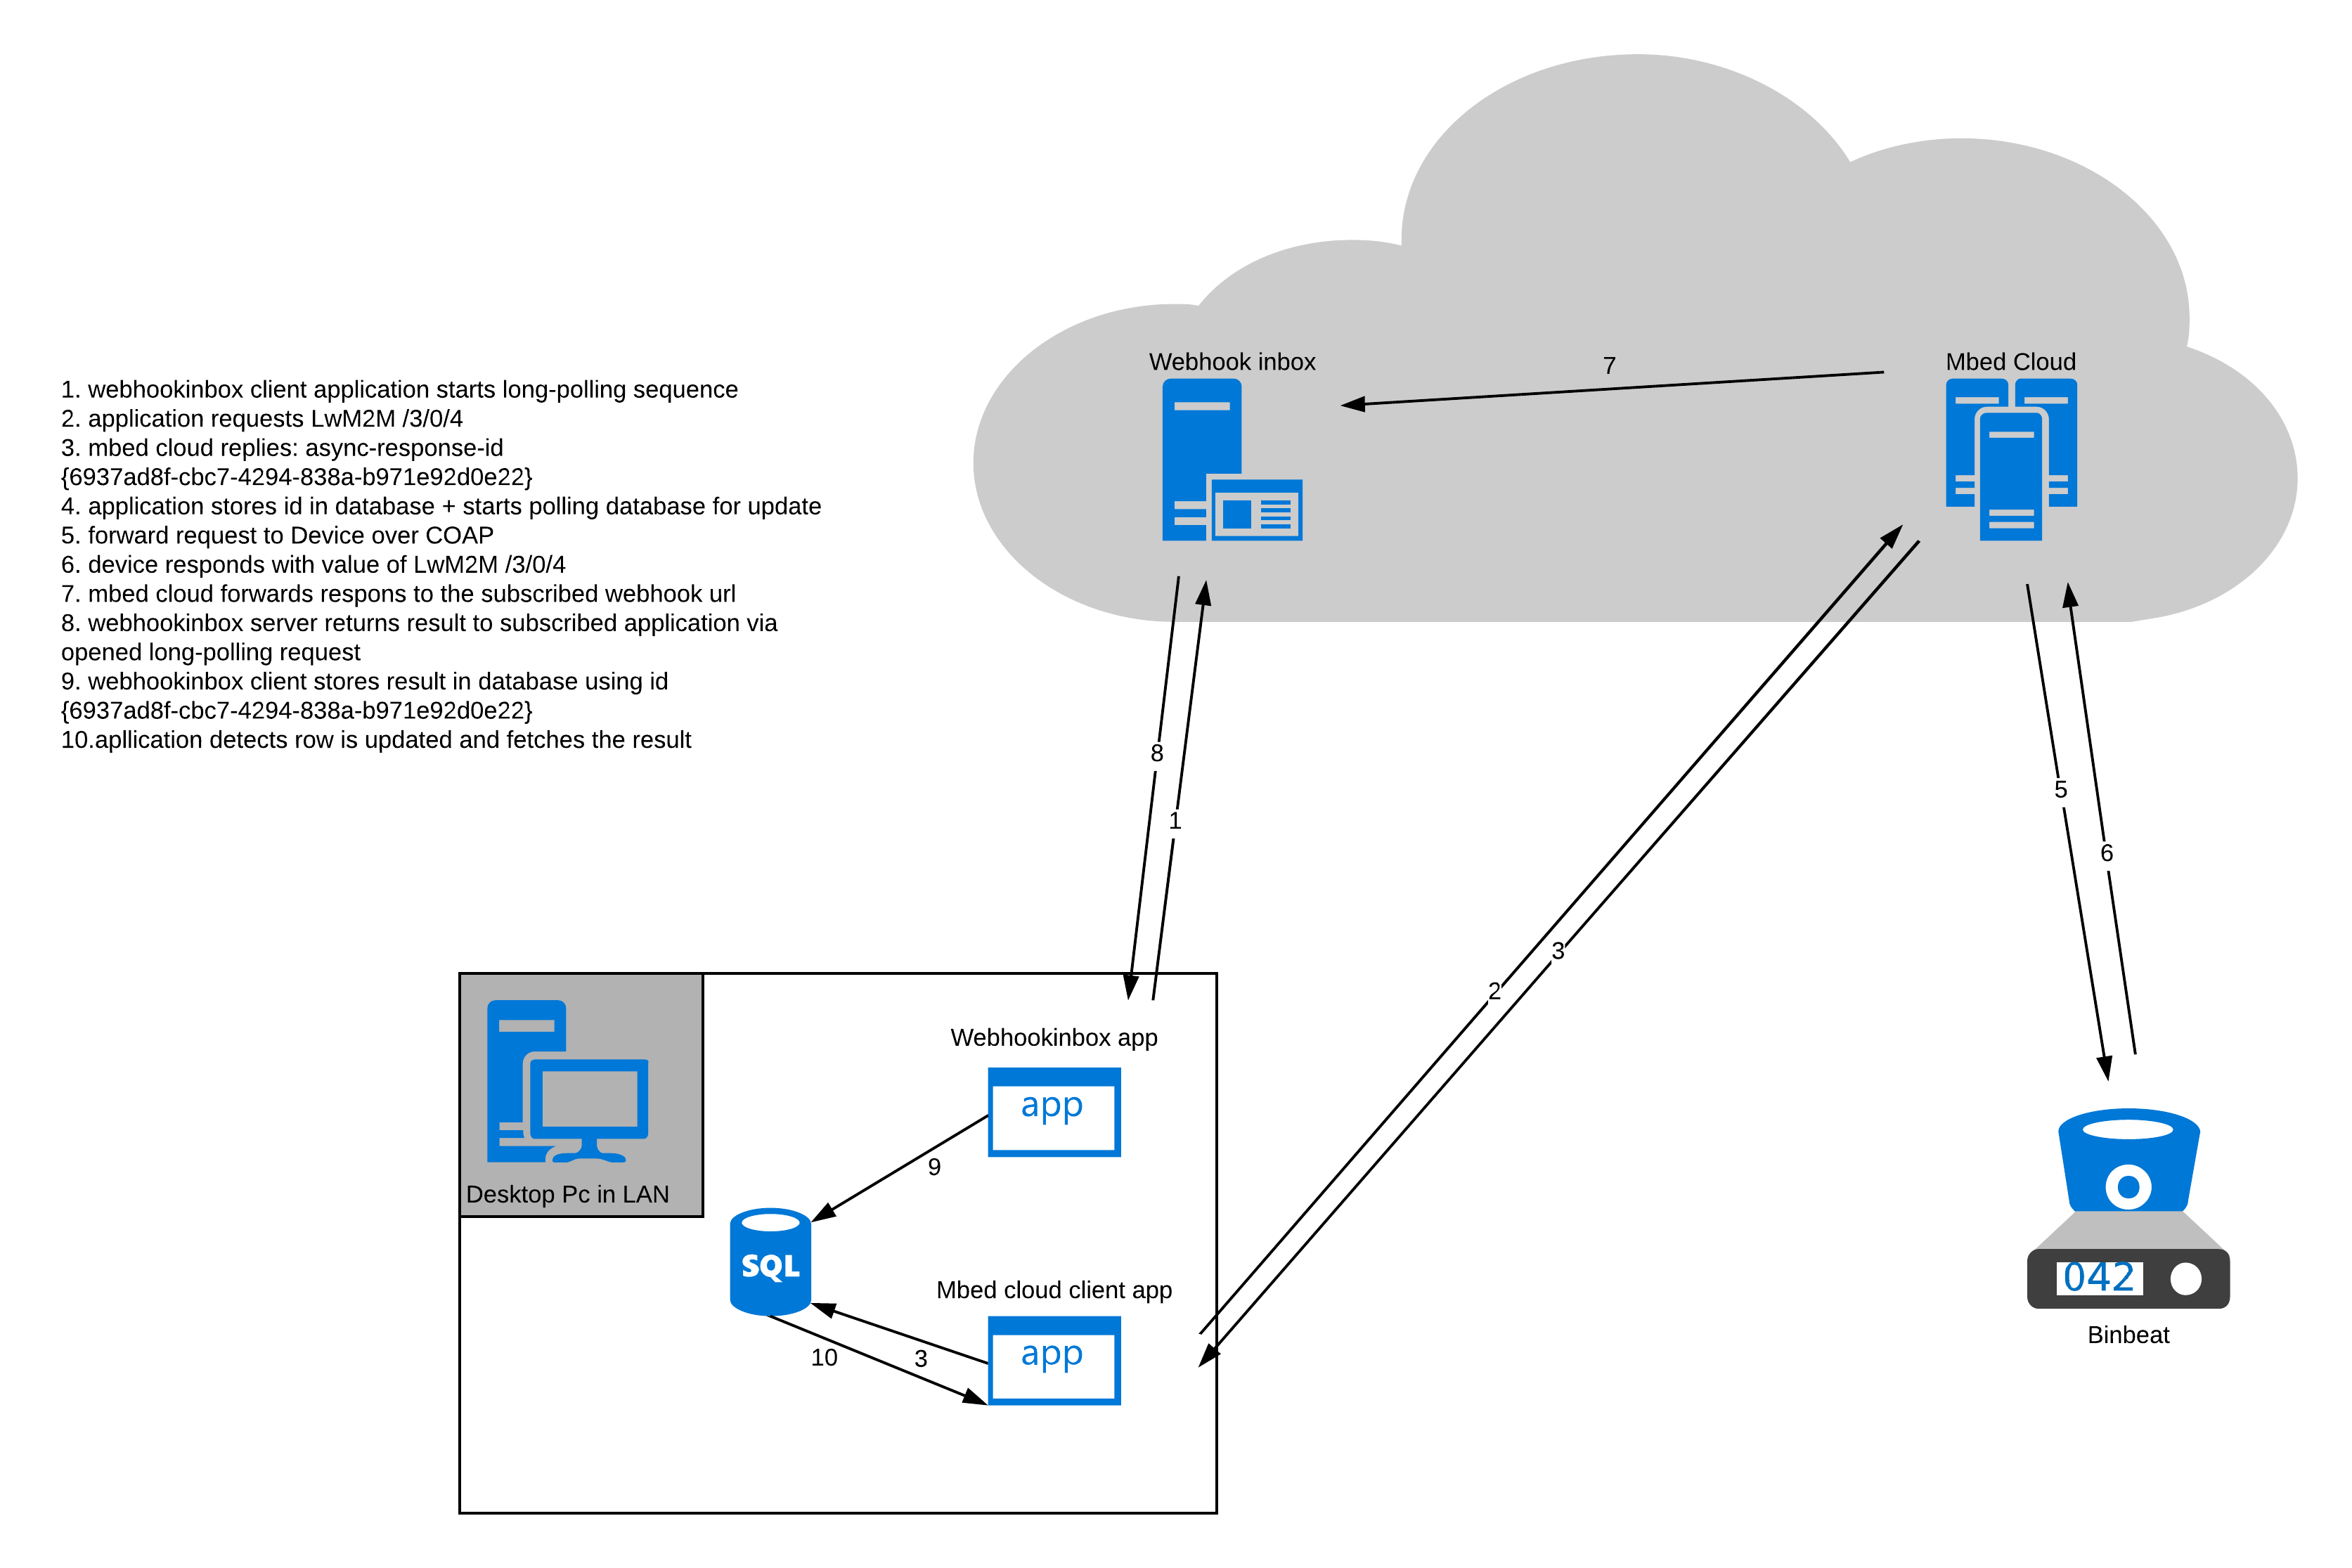 Webhook inbox
7
Mbed Cloud
1. webhookinbox client application starts long-polling sequence
2. application requests LwM2M /3/0/4
3. mbed cloud replies: async-response-id
{6937ad8f-cbc7-4294-838a-b971e92d0e22}
4. application stores id in database + starts polling database for update
5. forward request to Device over COAP
6. device responds with value of LwM2M /3/0/4
7. mbed cloud forwards respons to the subscribed webhook url
8. webhookinbox server returns result to subscribed application via
opened long-polling request
9. webhookinbox client stores result in database using id
{6937ad8f-cbc7-4294-838a-b971e92d0e22}
10.apllication detects row is updated and fetches the result
8
1
5
6
3
2
Webhookinbox app
app
9
Desktop Pc in LAN
SQL
Mbed cloud client app
app
10
3
042
Binbeat